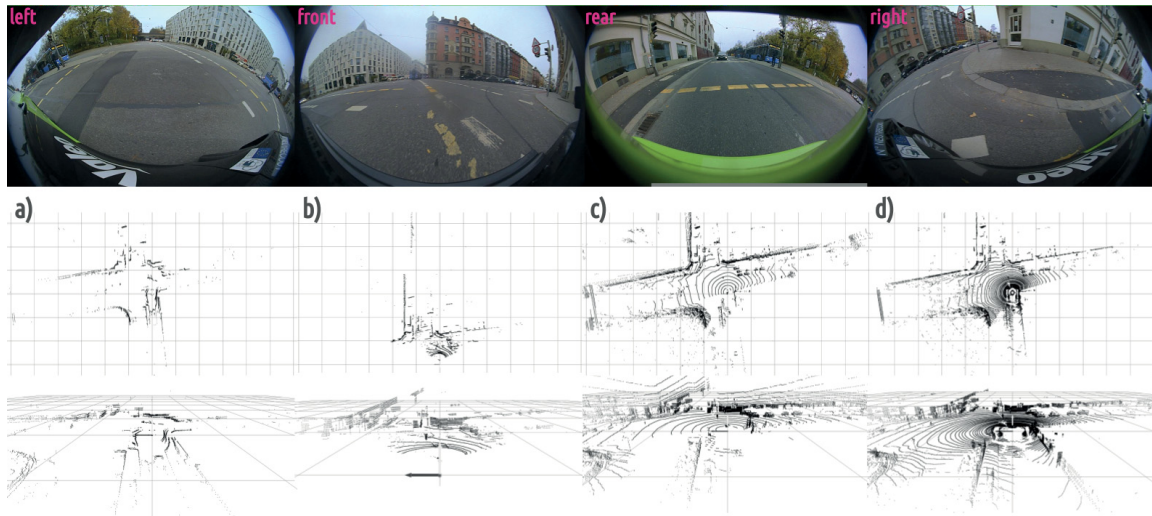 left
front
rear
right
Valeo
Valeo
a)
b)
c)
d)